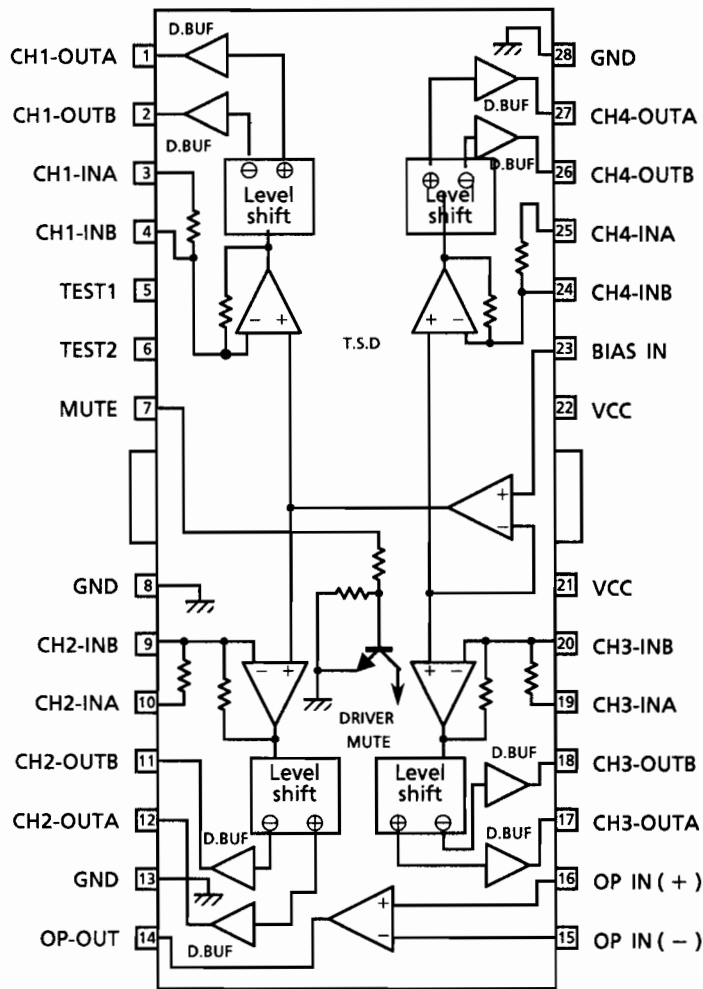 D.BUF
CH1-OUTA 1
28 GND
CH1-OUTB 2
D.BUF
27 CH4-OUTA
D.BUF
CH1-INA 3
⊖ ⊕
Level
shift
D.BUF
26 CH4-OUTB
⊕ ⊖
Level
shift
CH1-INB 4
25 CH4-INA
TEST1 5
24 CH4-INB
- +
+ -
TEST2 6
T.S.D
23 BIAS IN
MUTE 7
22 VCC
+
-
GND 8
21 VCC
CH2-INB 9
20 CH3-INB
- +
+ -
CH2-INA 10
19 CH3-INA
DRIVER
MUTE
CH2-OUTB 11
D.BUF
18 CH3-OUTB
Level
shift
⊖ ⊕
Level
shift
⊕ ⊖
CH2-OUTA 12
D.BUF
D.BUF
17 CH3-OUTA
GND 13
16 OP IN ( + )
+
-
OP-OUT 14
D.BUF
15 OP IN ( − )